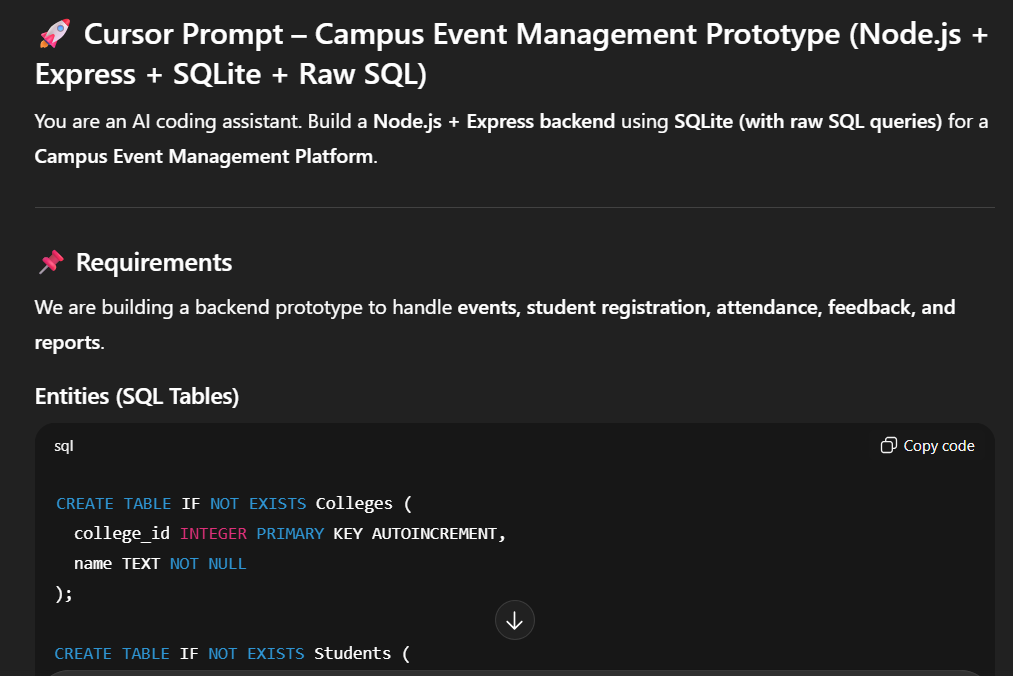 🚀 Cursor Prompt – Campus Event Management Prototype (Node.js +
Express + SQLite + Raw SQL)
You are an AI coding assistant. Build a Node.js + Express backend using SQLite (with raw SQL queries) for a
Campus Event Management Platform.
📌 Requirements
We are building a backend prototype to handle events, student registration, attendance, feedback, and
reports.
Entities (SQL Tables)
sql
Copy code
CREATE TABLE IF NOT EXISTS Colleges (
  college_id INTEGER PRIMARY KEY AUTOINCREMENT,
  name TEXT NOT NULL
);
CREATE TABLE IF NOT EXISTS Students (